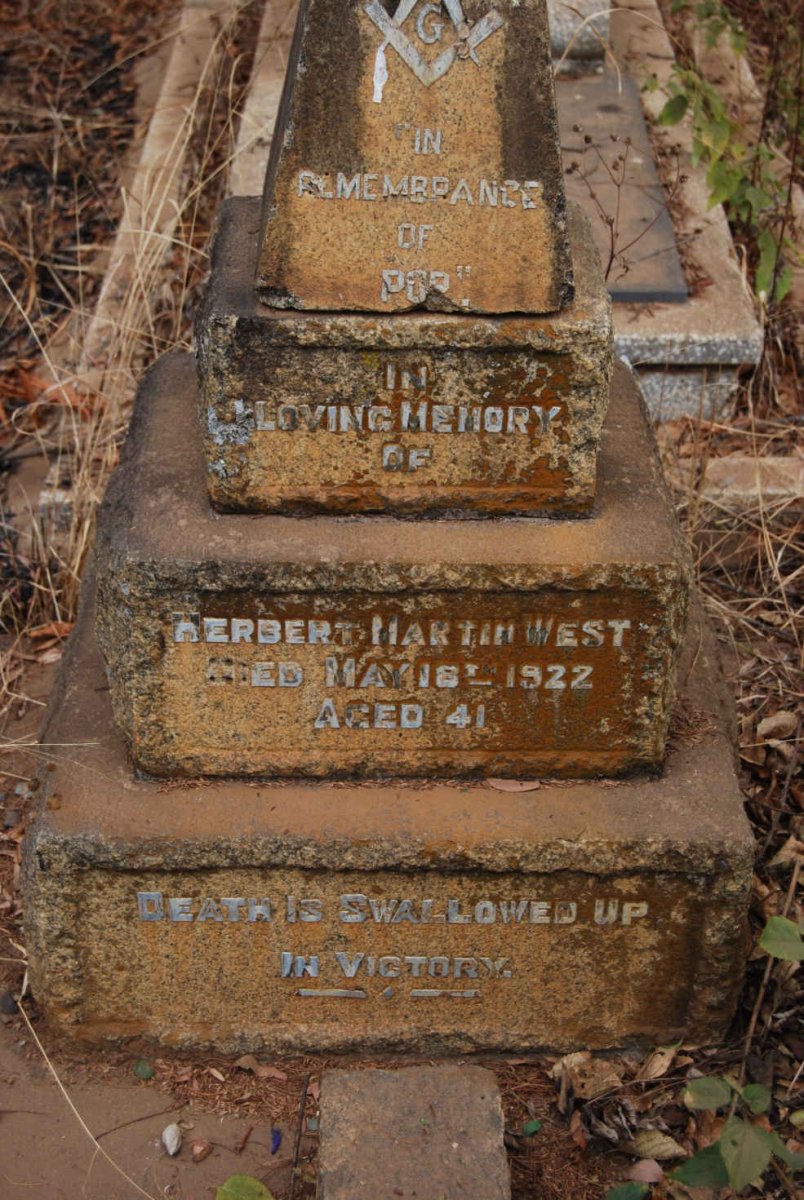 G
"IN
REMEMBRANCE
OF
POP."
IN
LOVING MEMORY
OF
HERBERT MARTIN WEST
DIED MAY 18TH 1922
AGED 41
DEATH IS SWALLOWED UP
IN VICTORY.